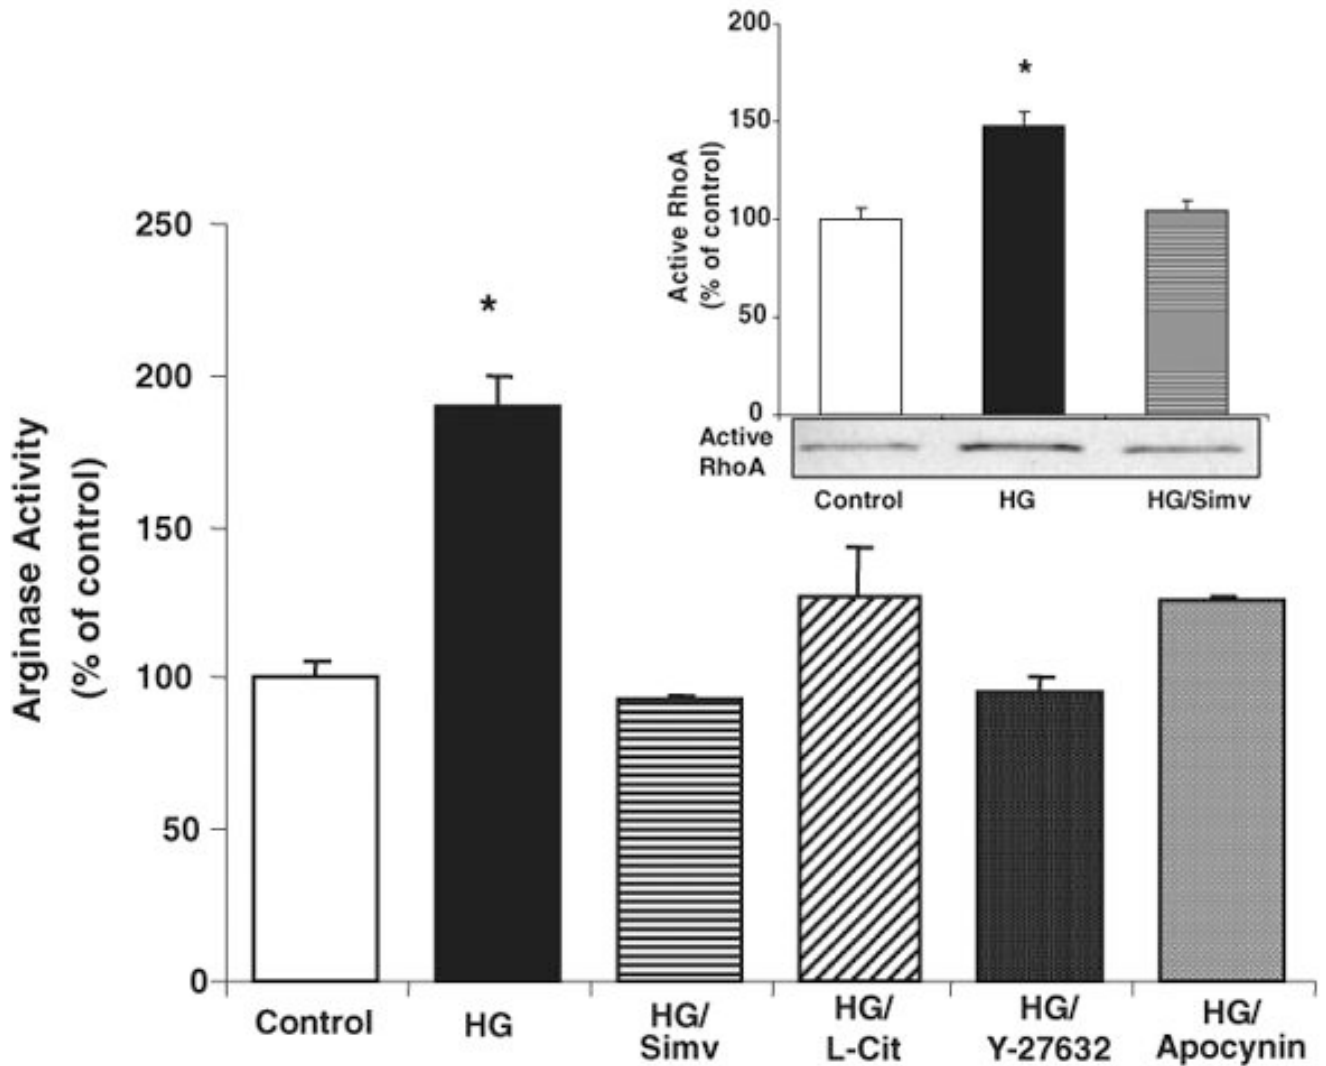 200
*
150
Active RhoA
(% of control)
100
50
0
Active
RhoA
Control HG HG/Simv
250
*
200
Arginase Activity
(% of control)
150
100
50
0
Control HG HG/ HG/ HG/ HG/
Simv L-Cit Y-27632 Apocynin